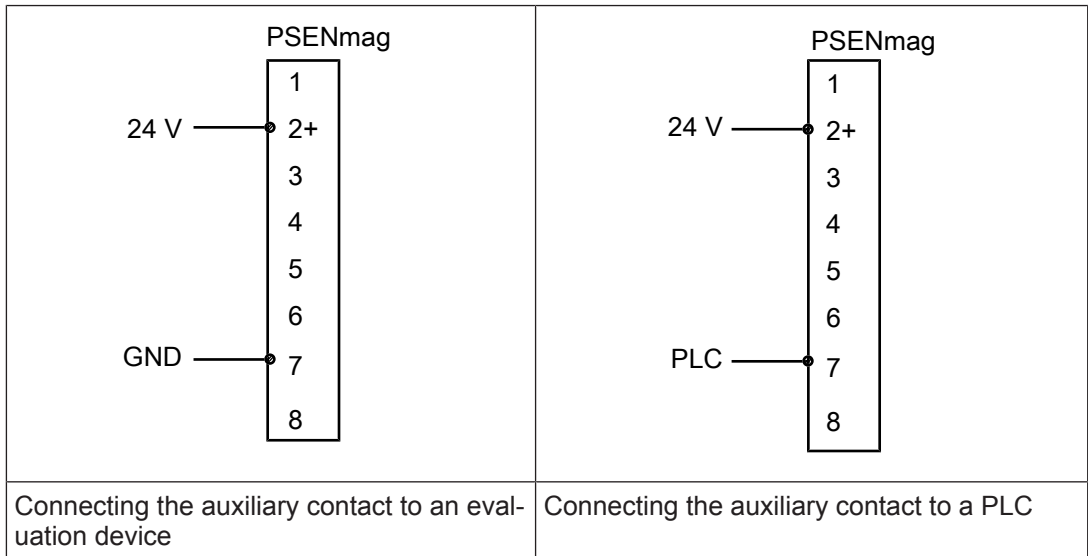 PSENmag
1
24 V
2+
3
4
5
6
GND
7
8
PSENmag
1
24 V
2+
3
4
5
6
PLC
7
8
Connecting the auxiliary contact to an eval-
uation device
Connecting the auxiliary contact to a PLC